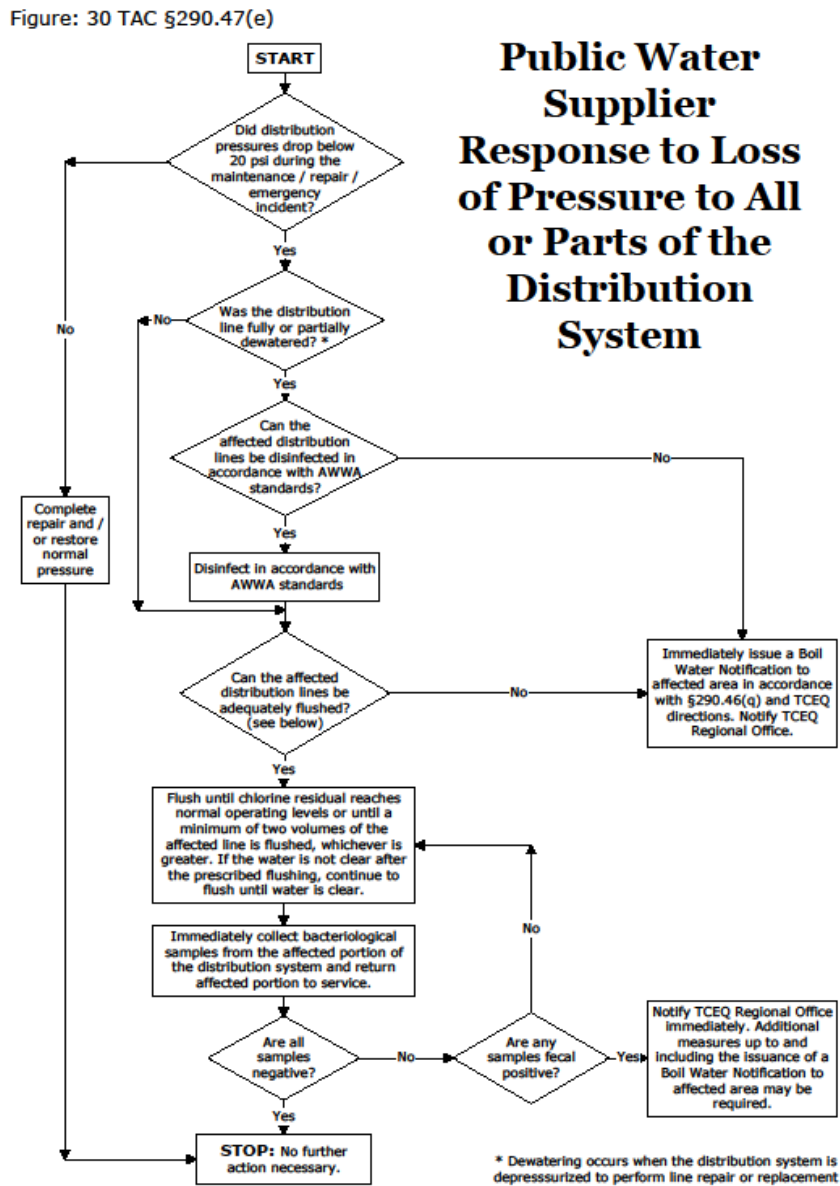 Figure: 30 TAC §290.47(e)
Public Water
Supplier
Response to Loss
of Pressure to All
or Parts of the
Distribution
System
START
Did distribution
pressures drop below
20 psi during the
maintenance / repair /
emergency
incident?
Yes
No
Was the distribution
line fully or partially
dewatered? *
No
Yes
Can the
affected distribution
lines be disinfected in
accordance with AWWA
standards?
No
Yes
Complete
repair and /
or restore
normal
pressure
Disinfect in accordance with
AWWA standards
Can the affected
distribution lines be
adequately flushed?
(see below)
No
Immediately issue a Boil
Water Notification to
affected area in accordance
with §290.46(q) and TCEQ
directions. Notify TCEQ
Regional Office.
Yes
Flush until chlorine residual reaches
normal operating levels or until a
minimum of two volumes of the
affected line is flushed, whichever is
greater. If the water is not clear after
the prescribed flushing, continue to
flush until water is clear.
No
Immediately collect bacteriological
samples from the affected portion of
the distribution system and return
affected portion to service.
Are all
samples
negative?
No
Are any
samples fecal
positive?
Yes
Notify TCEQ Regional Office
immediately. Additional
measures up to and
including the issuance of a
Boil Water Notification to
affected area may be
required.
Yes
STOP: No further
action necessary.
* Dewatering occurs when the distribution system is
depresssurized to perform line repair or replacement